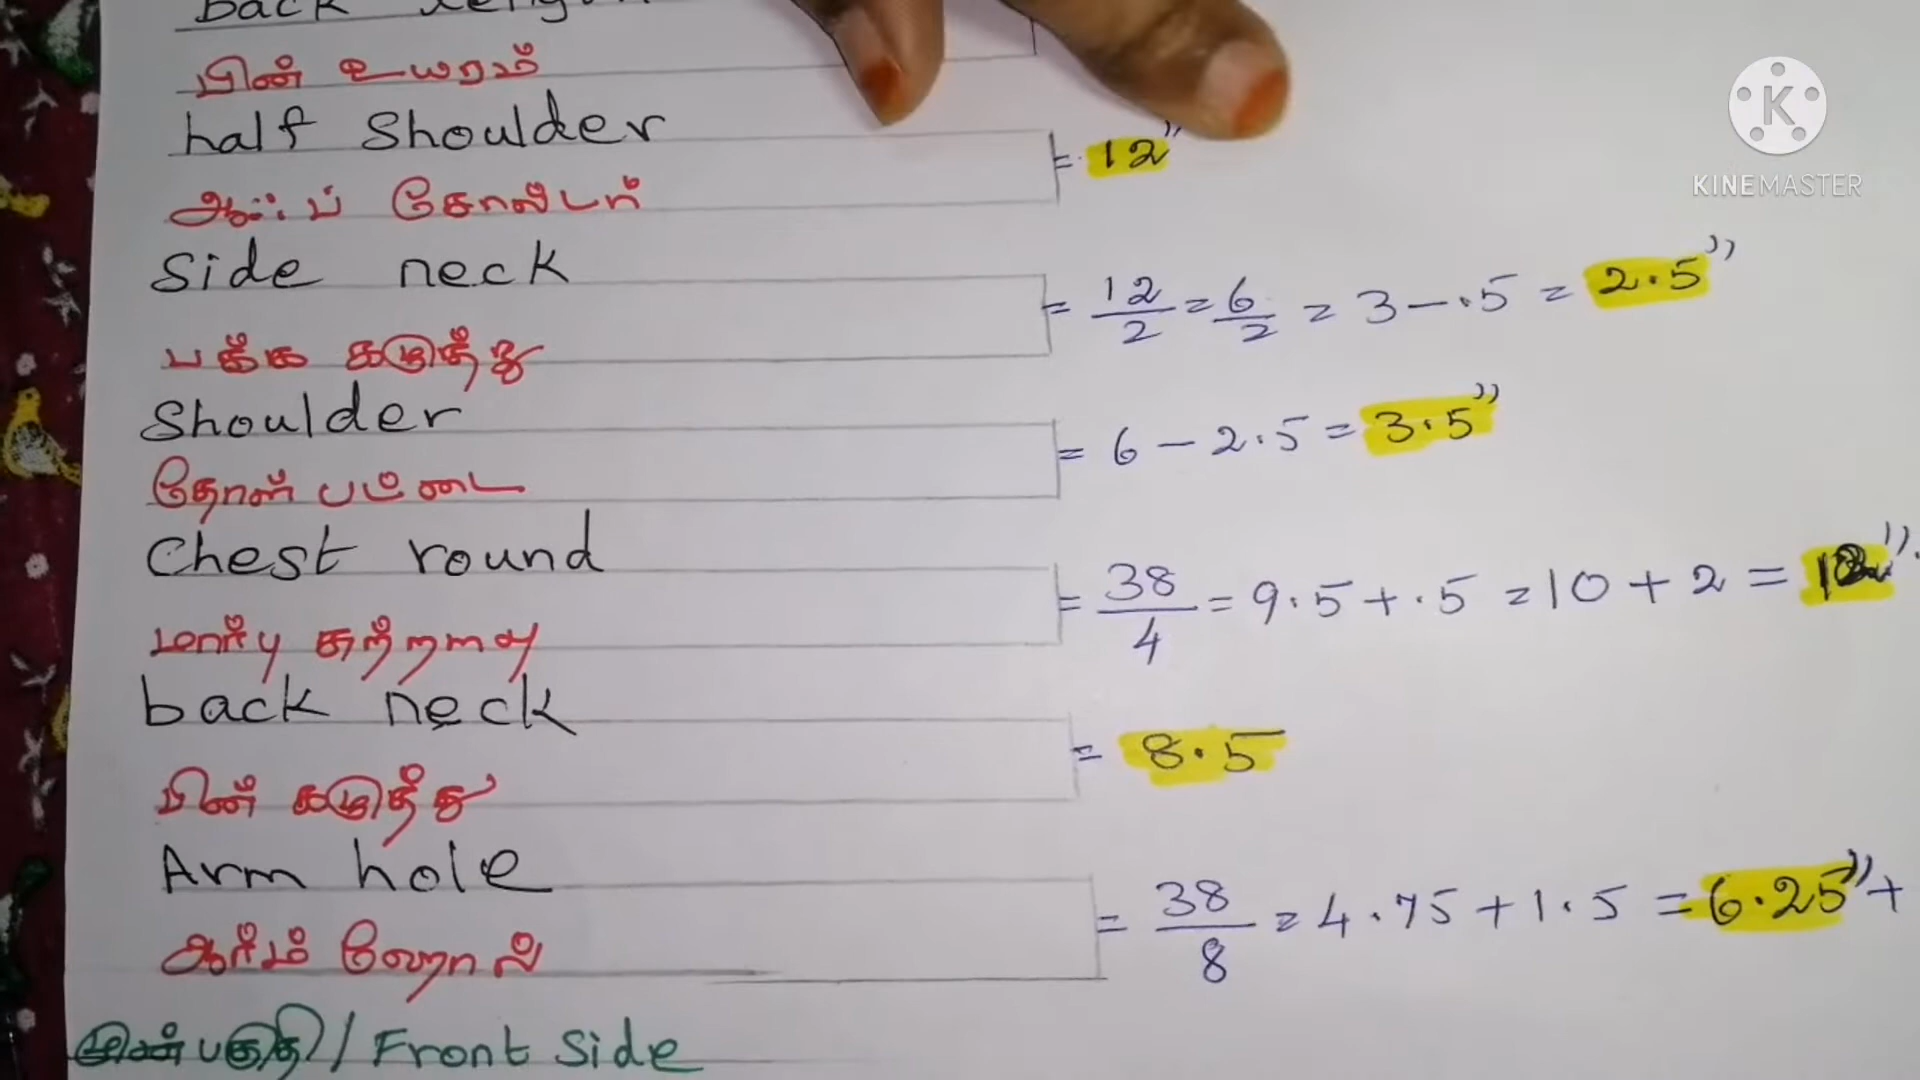 back
பின் உயரம்
half Shoulder
= 12"
ஆஃப் சோல்டர்
Side neck
= 12/2 = 6/2 = 3 - .5 = 2.5"
பக்க கழுத்து
Shoulder
= 6 - 2.5 = 3.5"
தோள் பட்டை
Chest round
= 38/4 = 9.5 + .5 = 10 + 2 =
மார்பு சுற்றளவு
back neck
= 8.5
பின் கழுத்து
Arm hole
= 38/8 = 4.75 + 1.5 = 6.25" +
ஆர்ம் ஹோல்
முன் பகுதி / Front Side
KINEMASTER